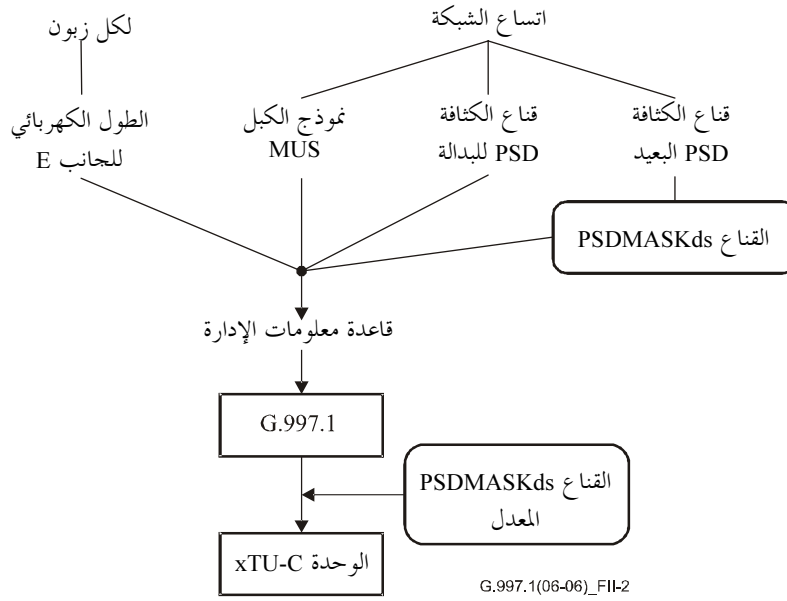 لكل زبون
اتساع الشبكة
الطول الكهربائي
للجانب E
نموذج الكبل
MUS
قناع الكثافة
PSD للبدالة
قناع الكثافة
PSD البعيد
القناع PSDMASKds
قاعدة معلومات الإدارة
G.997.1
القناع PSDMASKds
المعدل
الوحدة xTU-C
G.997.1(06-06)_FII-2